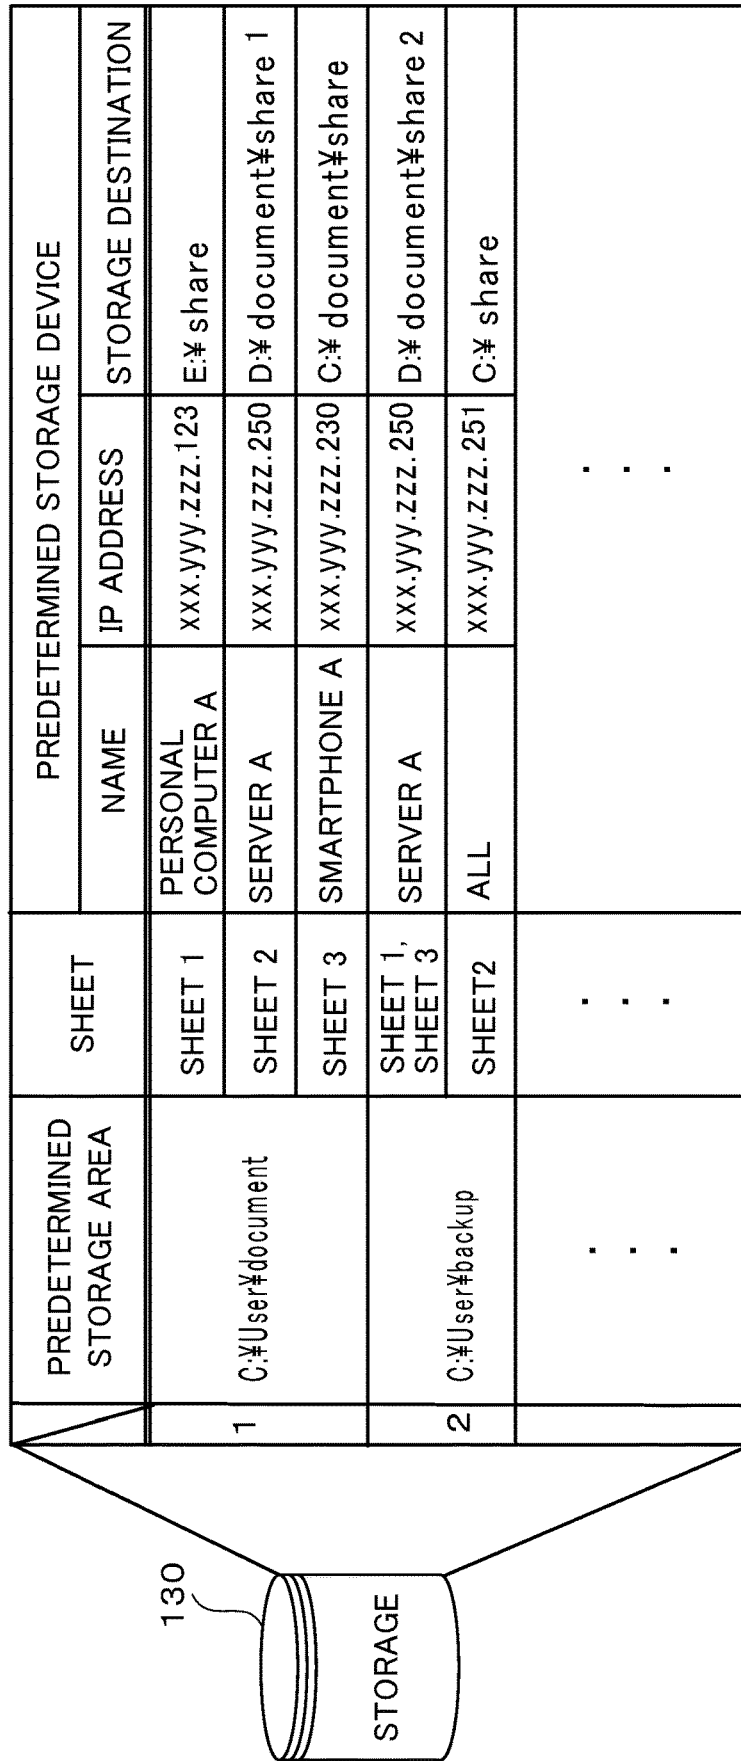 130
STORAGE
PREDETERMINED
STORAGE AREA
SHEET
PREDETERMINED STORAGE DEVICE
NAME
IP ADDRESS
STORAGE DESTINATION
1
C:¥User¥document
SHEET 1
PERSONAL
COMPUTER A
xxx.yyy.zzz.123
E:¥share
SHEET 2
SERVER A
xxx.yyy.zzz.250
D:¥document¥share 1
SHEET 3
SMARTPHONE A
xxx.yyy.zzz.230
C:¥document¥share
2
C:¥User¥backup
SHEET 1,
SHEET 3
SERVER A
xxx.yyy.zzz.250
D:¥document¥share 2
SHEET2
ALL
xxx.yyy.zzz.251
C:¥ share
. . .
. . .
. . .